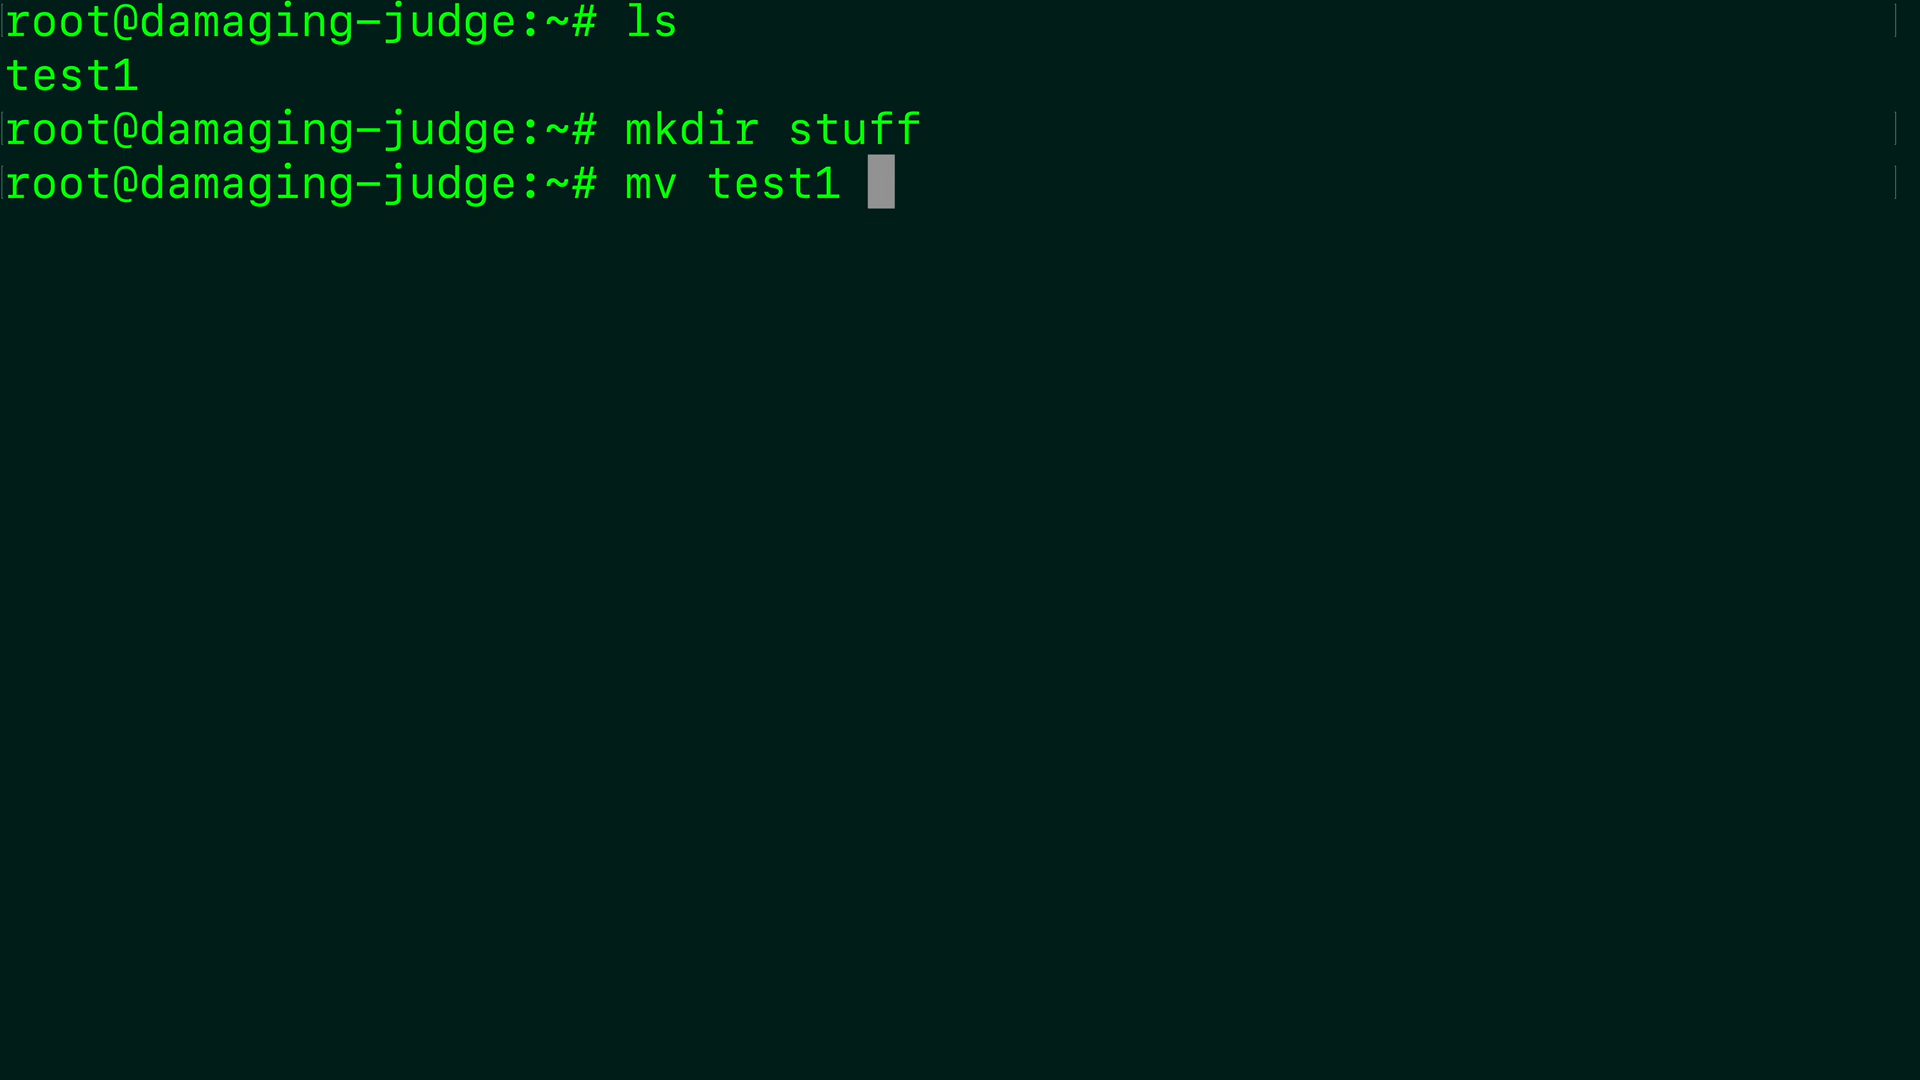 root@damaging-judge:~# ls
test1
root@damaging-judge:~# mkdir stuff
root@damaging-judge:~# mv test1